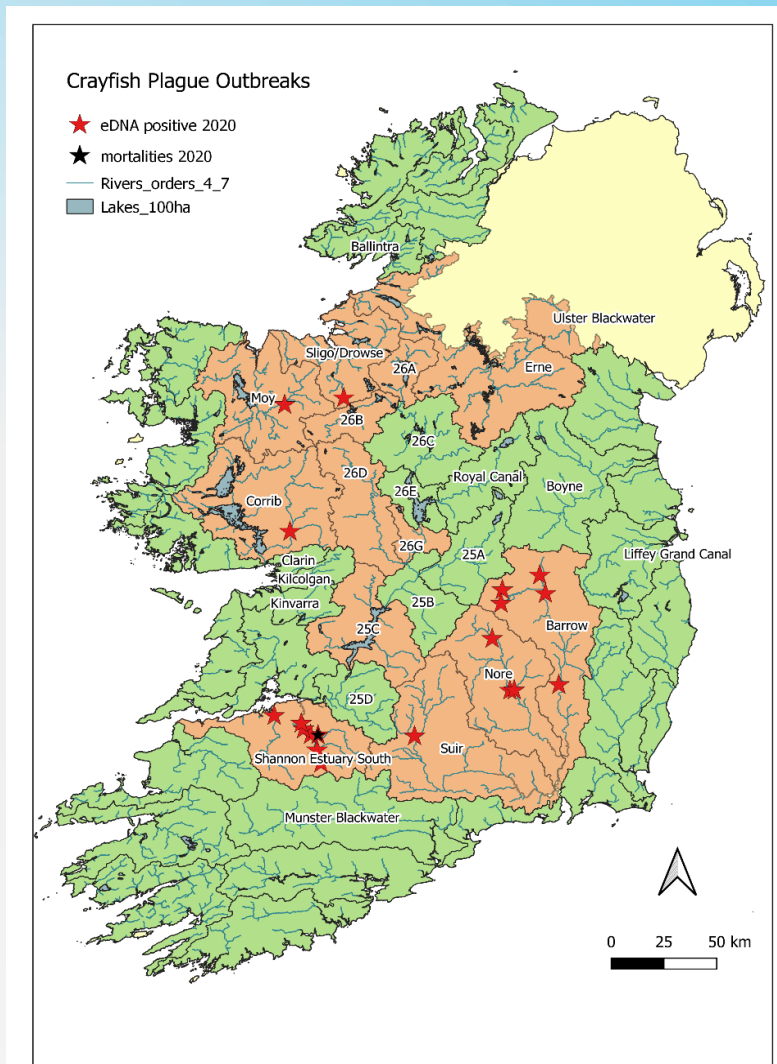 Crayfish Plague Outbreaks
eDNA positive 2020
mortalities 2020
Rivers_orders_4_7
Lakes_100ha
Ballintra
Ulster Blackwater
Sligo/Drowse
26A
Erne
Moy
26B
26C
26D
Royal Canal
Boyne
26E
Corrib
26G
25A
Liffey Grand Canal
Clarin
Kilcolgan
Kinvarra
25B
25C
Barrow
Nore
25D
Suir
Shannon Estuary South
Munster Blackwater
0 25 50 km